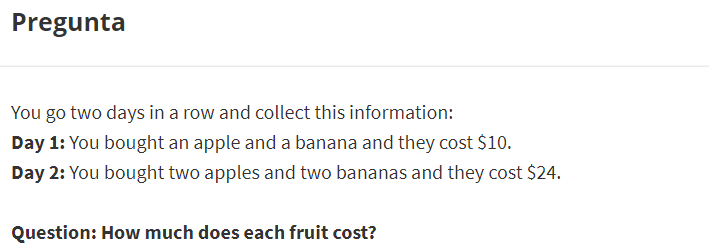 Pregunta
You go two days in a row and collect this information:
Day 1: You bought an apple and a banana and they cost $10.
Day 2: You bought two apples and two bananas and they cost $24.
Question: How much does each fruit cost?